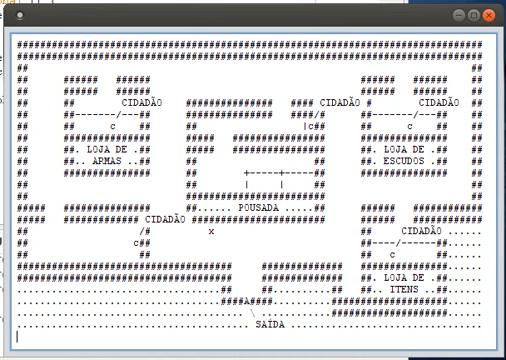 CIDADÃO CIDADÃO CIDADÃO
c c c
LOJA DE LOJA DE
ARMAS ESCUDOS
POUSADA
CIDADÃO
x CIDADÃO
c c
LOJA DE
ITENS
A
SAÍDA